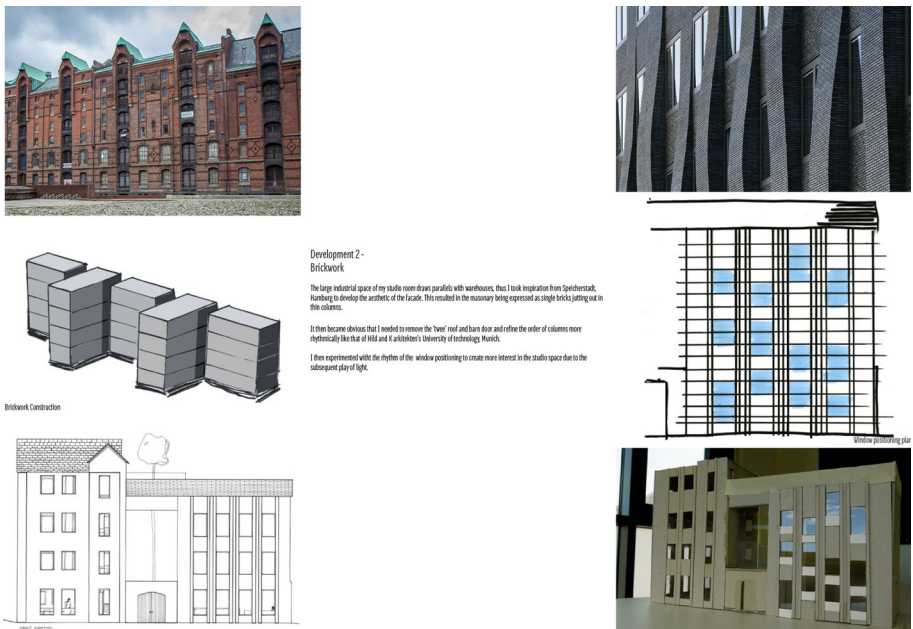 Development 2 -
Brickwork
The large industrial space of my studio room draws parallels with warehouses, thus I took inspiration from Speicherstadt,
Hamburg to develop the aesthetic of the facade. This resulted in the masonary being expressed as single bricks jutting out in
thin columns.
It then became obvious that I needed to remove the 'twee' roof and barn door and refine the order of columns more
rhythmically like that of Hild and K arkitekten's University of technology, Munich.
I then experimented witht the rhythm of the window positioning to create more interest in the studio space due to the
subsequent play of light.
Brickwork Construction
Window positioning plan